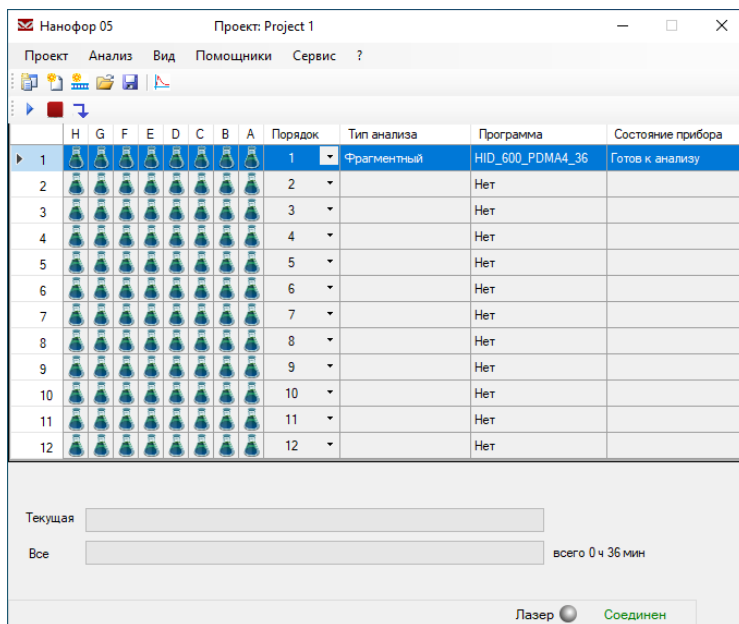 Нанофор 05 Проект: Project 1
Проект Анализ Вид Помощники Сервис ?
H G F E D C B A Порядок Тип анализа Программа Состояние прибора
1 1 Фрагментный HID_600_PDMA4_36 Готов к анализу
2 2 Нет
3 3 Нет
4 4 Нет
5 5 Нет
6 6 Нет
7 7 Нет
8 8 Нет
9 9 Нет
10 10 Нет
11 11 Нет
12 12 Нет
Текущая
Все всего 0 ч 36 мин
Лазер Соединен